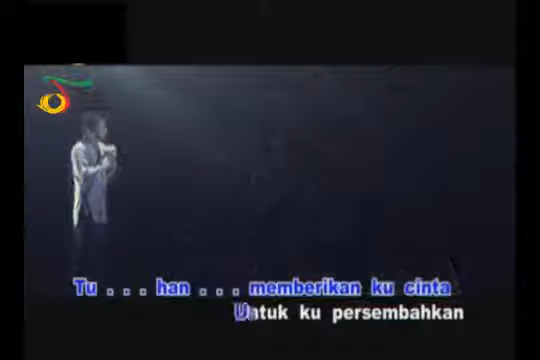 Tu . . . han . . . memberikan ku cinta
Untuk ku persembahkan